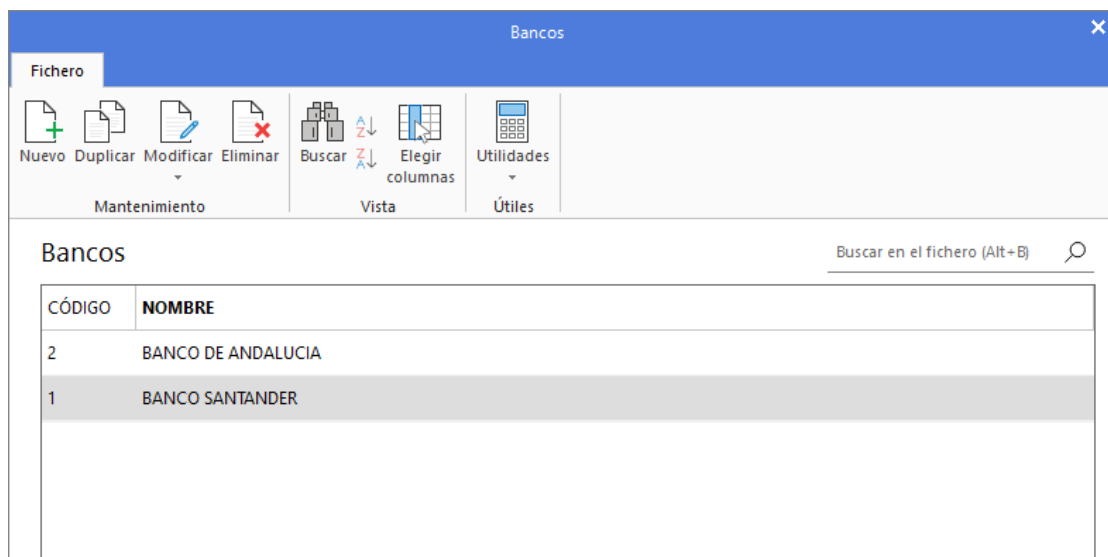 Bancos
Fichero
Nuevo Duplicar Modificar Eliminar Buscar Elegir columnas Utilidades
Mantenimiento Vista Útiles
Bancos Buscar en el fichero (Alt+B)
CÓDIGO NOMBRE
2 BANCO DE ANDALUCIA
1 BANCO SANTANDER